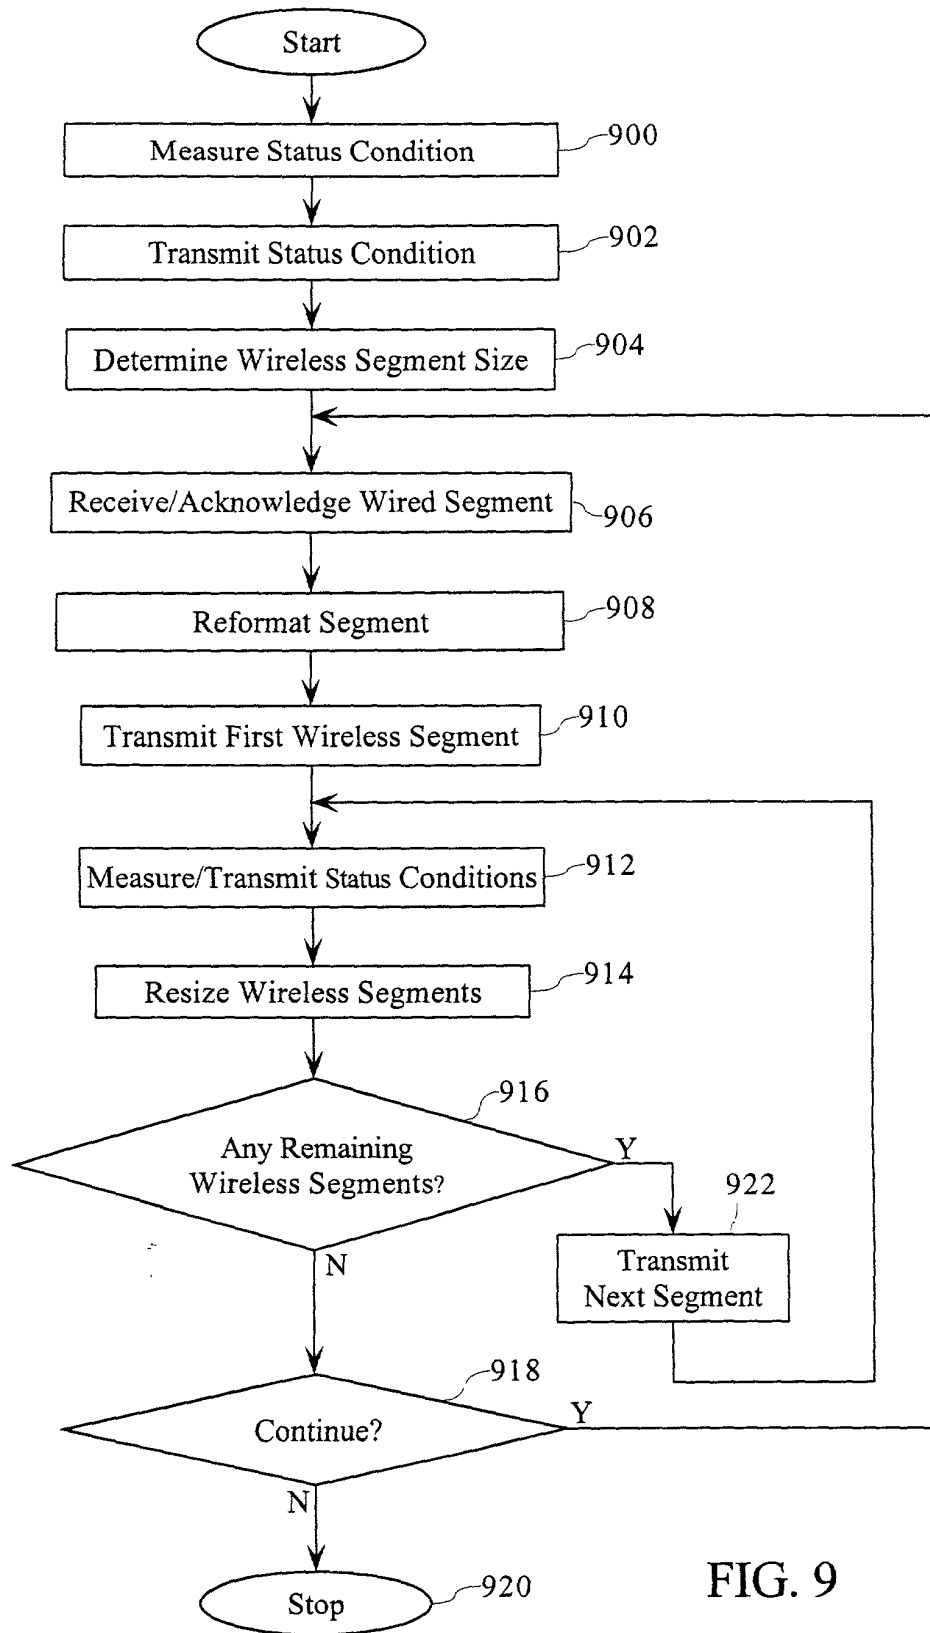 Start
Measure Status Condition
900
Transmit Status Condition
902
Determine Wireless Segment Size
904
Receive/Acknowledge Wired Segment
906
Reformat Segment
908
Transmit First Wireless Segment
910
Measure/Transmit Status Conditions
912
Resize Wireless Segments
914
916
Any Remaining
Wireless Segments?
Y
N
922
Transmit
Next Segment
918
Continue?
Y
N
Stop
920
FIG. 9